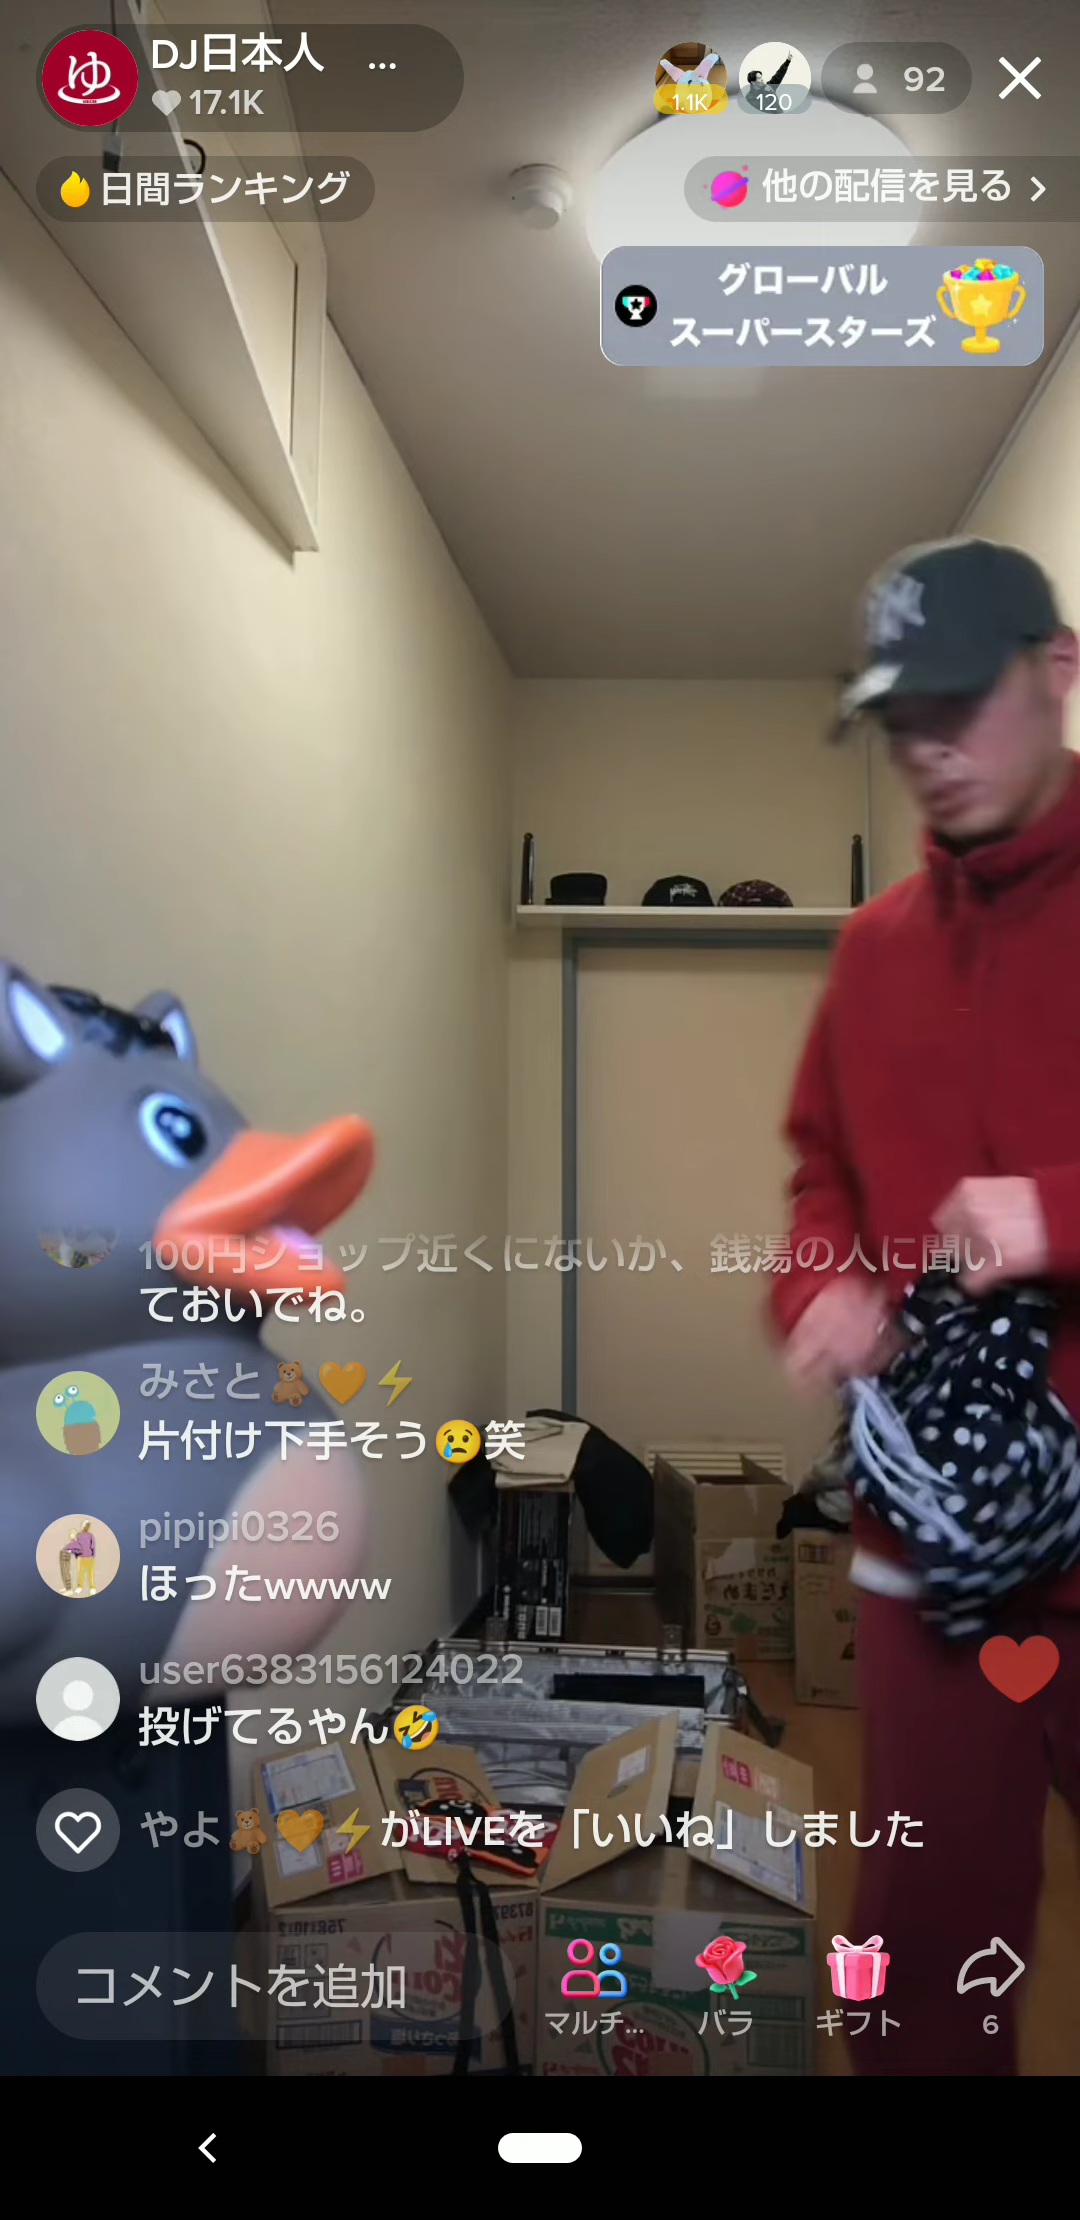 ゆ
DJ日本人 ...
17.1K
1.1K
120
92
日間ランキング
他の配信を見る
グローバル
スーパースターズ
100円ショップ近くにないか、銭湯の人に聞い
ておいでね。
みさと🧸🧡⚡
片付け下手そう😢笑
pipipi0326
ほったwwww
user6383156124022
投げてるやん🤣
やよ🧸🧡⚡がLIVEを「いいね」しました
コメントを追加
マルチ...
バラ
ギフト
6